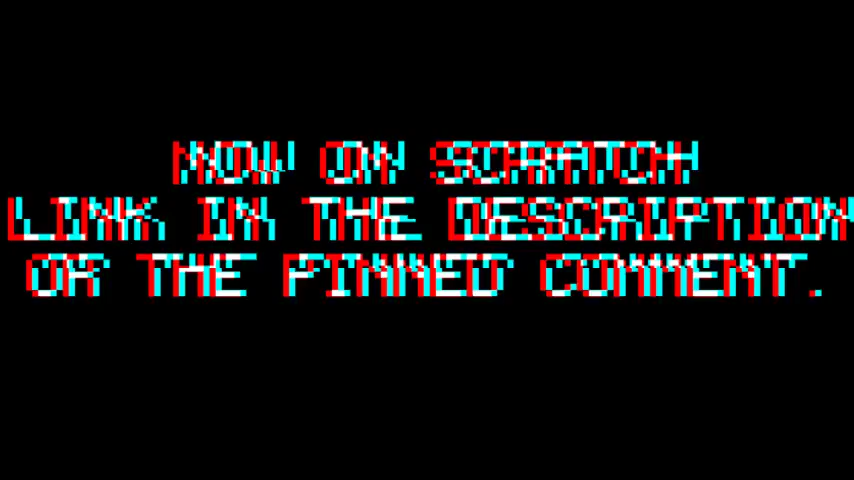 NOW ON SCRATCH
LINK IN THE DESCRIPTION
OR THE PINNED COMMENT.